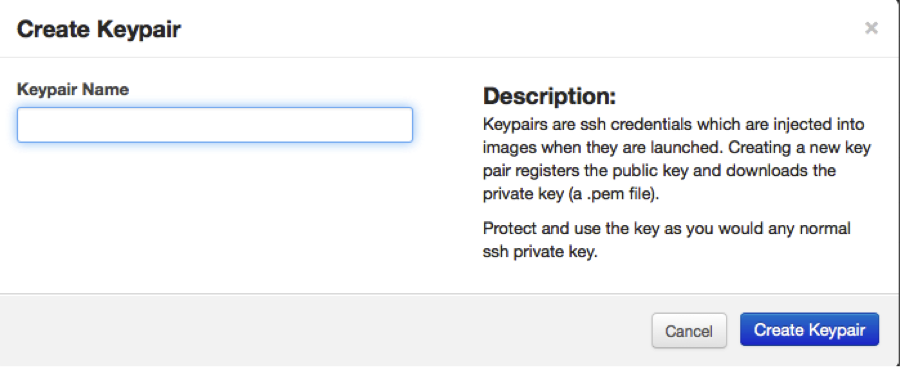 Create Keypair
×
Keypair Name
Description:
Keypairs are ssh credentials which are injected into
images when they are launched. Creating a new key
pair registers the public key and downloads the
private key (a .pem file).
Protect and use the key as you would any normal
ssh private key.
Cancel
Create Keypair